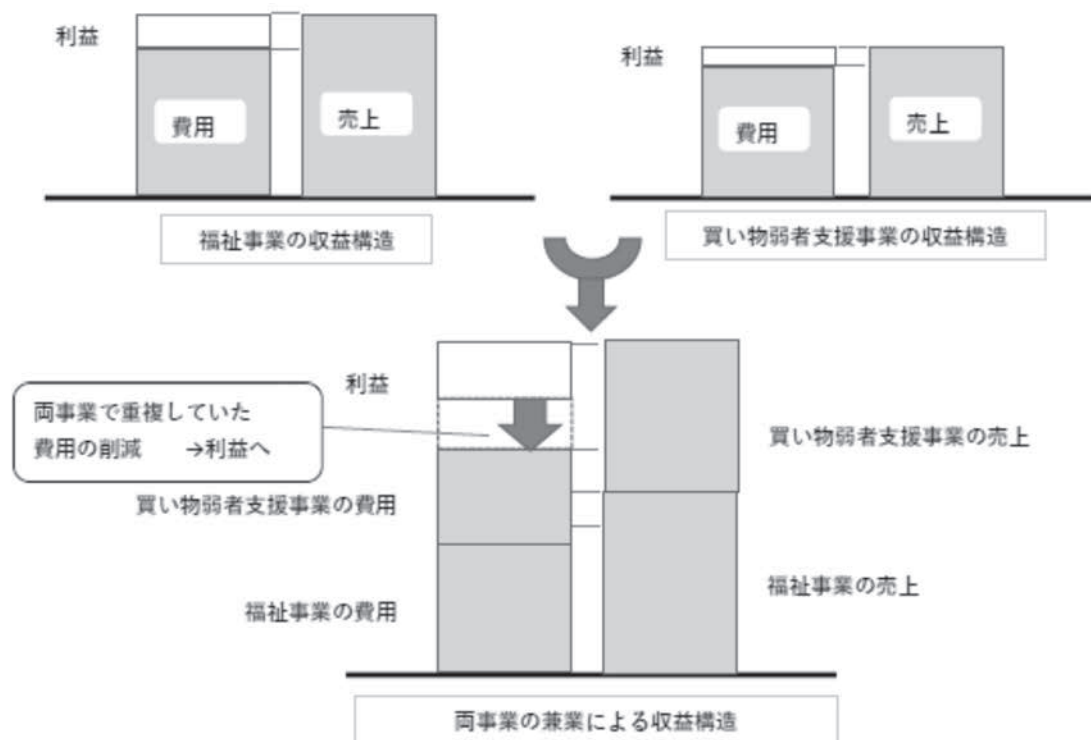 利益
費用
売上
福祉事業の収益構造
利益
費用
売上
買い物弱者支援事業の収益構造
利益
両事業で重複していた
費用の削減　　→利益へ
買い物弱者支援事業の費用
福祉事業の費用
買い物弱者支援事業の売上
福祉事業の売上
両事業の兼業による収益構造